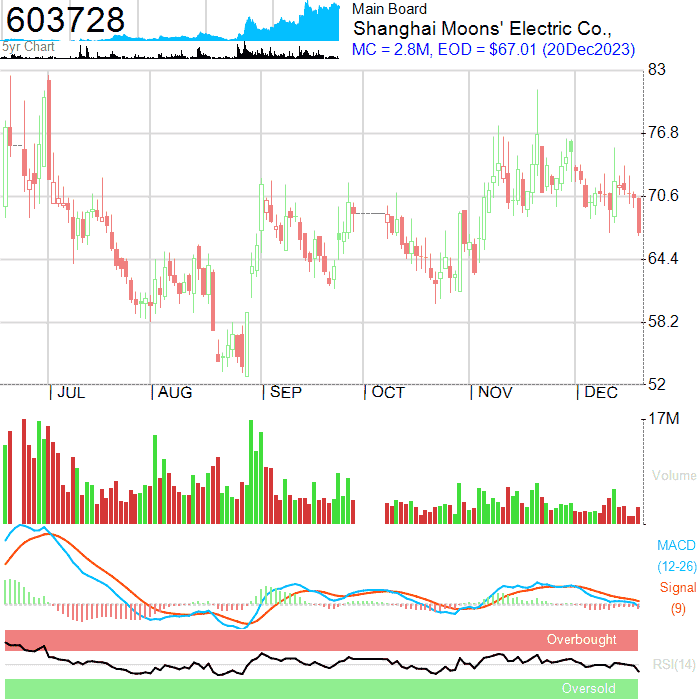 603728
5yr Chart
Main Board
Shanghai Moons' Electric Co.,
MC = 2.8M, EOD = $67.01 (20Dec2023)
83
76.8
70.6
64.4
58.2
52
JUL
AUG
SEP
OCT
NOV
DEC
17M
Volume
MACD
(12-26)
Signal
(9)
Overbought
RSI(14)
Oversold